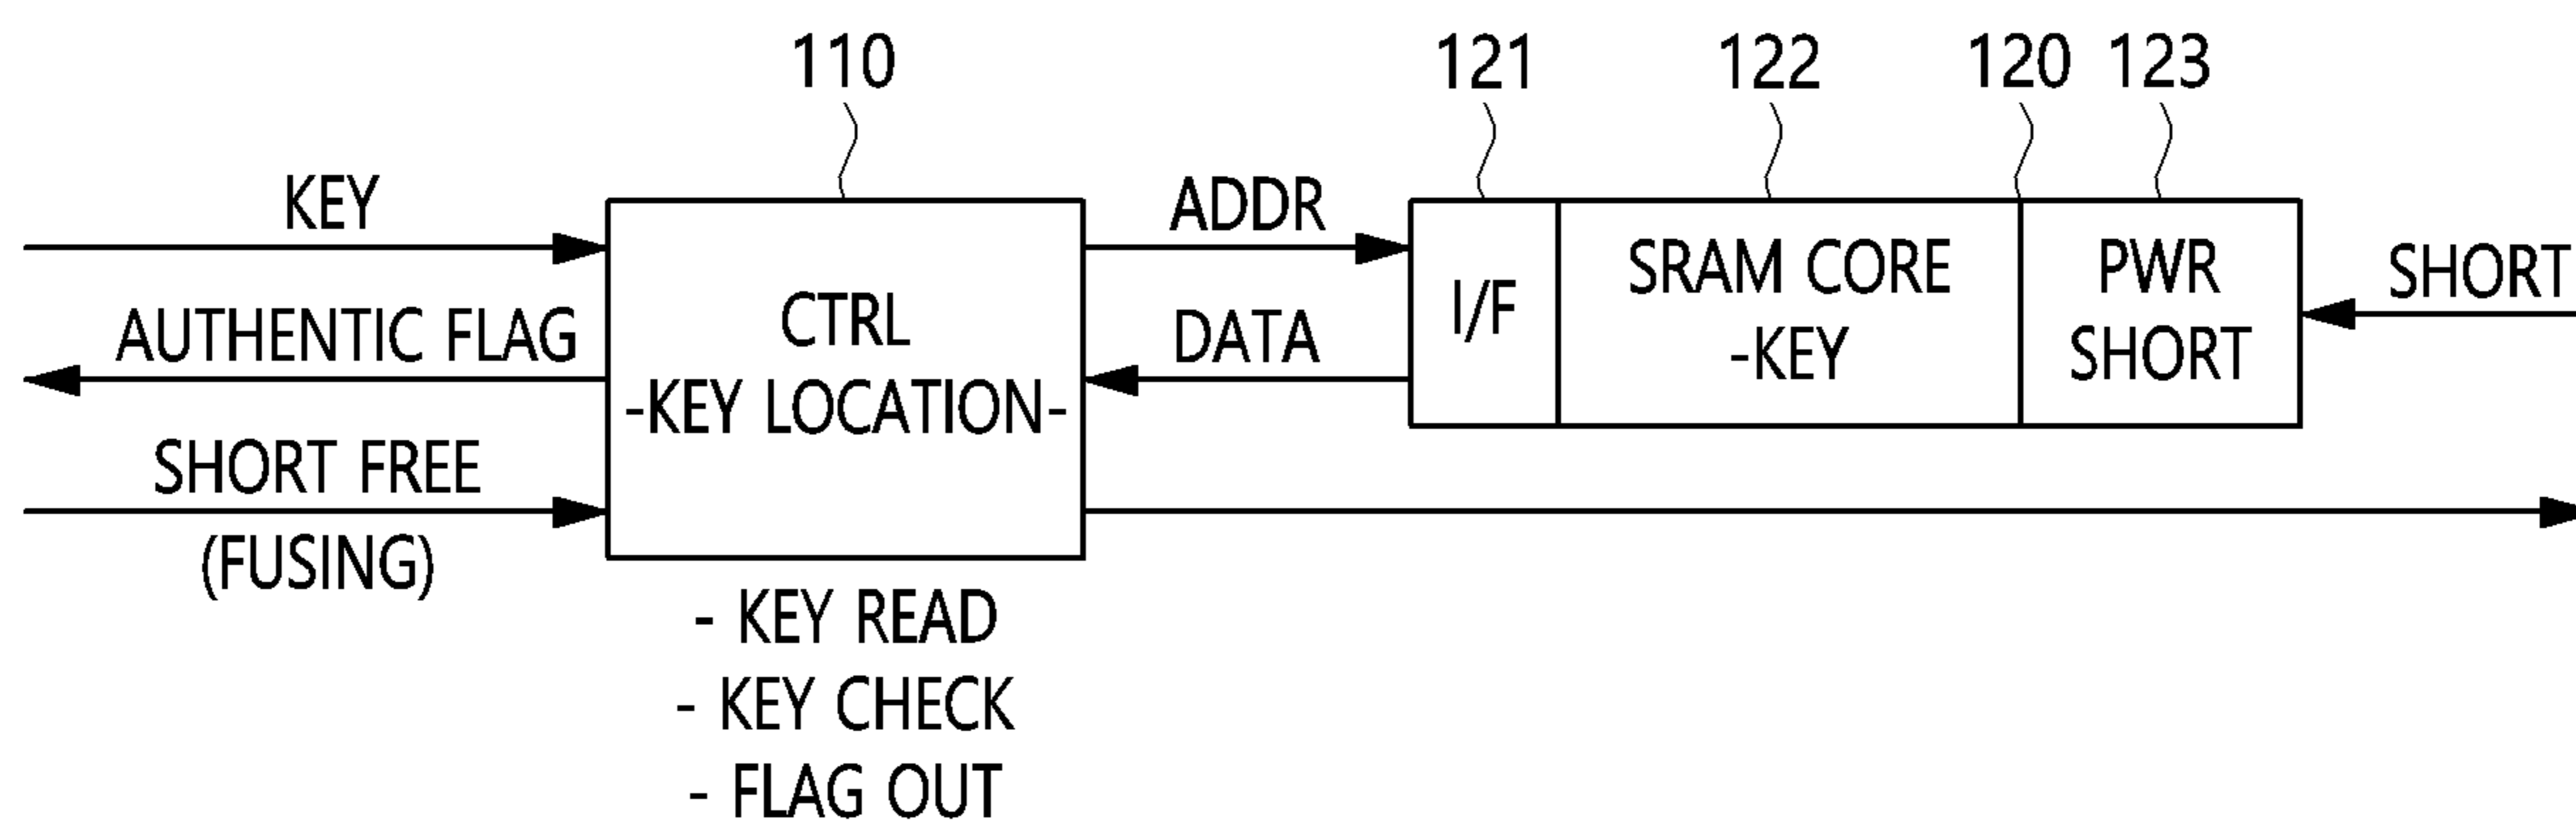 110
121
122
120
123
KEY
AUTHENTIC FLAG
SHORT FREE
(FUSING)
CTRL
-KEY LOCATION-
ADDR
DATA
I/F
SRAM CORE
-KEY
PWR
SHORT
SHORT
- KEY READ
- KEY CHECK
- FLAG OUT